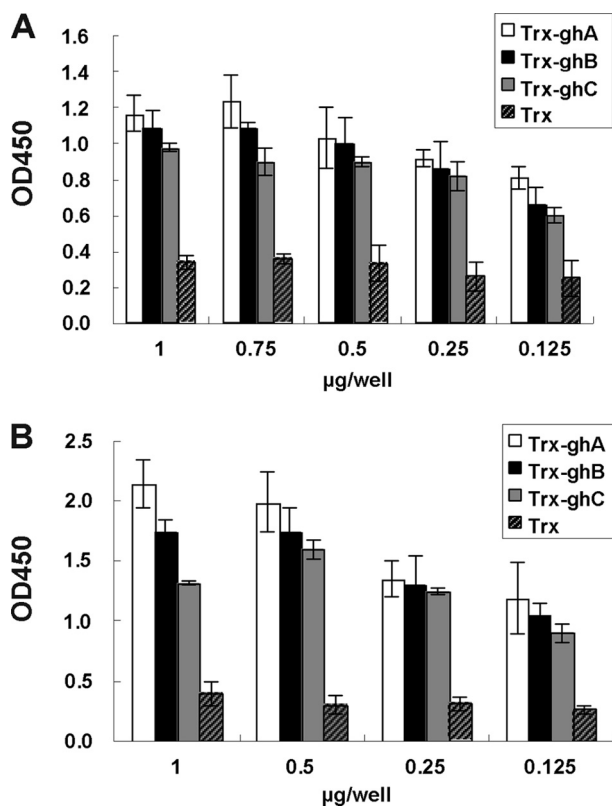 A
Trx-ghA
Trx-ghB
Trx-ghC
Trx
OD450
1.6
1.4
1.2
1.0
0.8
0.6
0.4
0.2
0.0
1 0.75 0.5 0.25 0.125
µg/well
B
Trx-ghA
Trx-ghB
Trx-ghC
Trx
OD450
2.5
2.0
1.5
1.0
0.5
0.0
1 0.5 0.25 0.125
µg/well